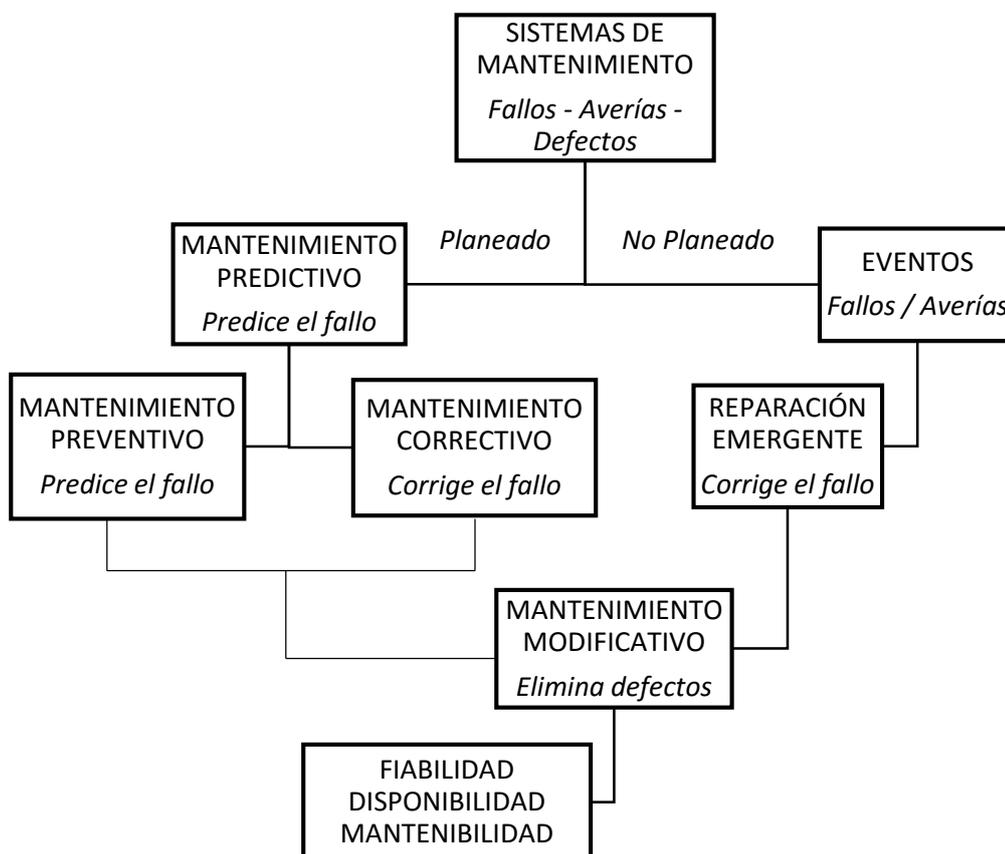 SISTEMAS DE
MANTENIMIENTO
Fallos - Averías -
Defectos
Planeado
No Planeado
MANTENIMIENTO
PREDICTIVO
Predice el fallo
EVENTOS
Fallos / Averías
MANTENIMIENTO
PREVENTIVO
Predice el fallo
MANTENIMIENTO
CORRECTIVO
Corrige el fallo
REPARACIÓN
EMERGENTE
Corrige el fallo
MANTENIMIENTO
MODIFICATIVO
Elimina defectos
FIABILIDAD
DISPONIBILIDAD
MANTENIBILIDAD